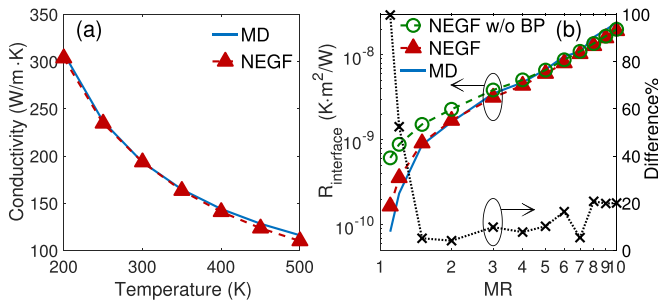 (a)
MD
NEGF
Conductivity (W/m ·K)
350
300
250
200
150
100
200
300
400
500
Temperature (K)
(b)
NEGF w/o BP
NEGF
MD
R_interface (K·m²/W)
10⁻⁸
10⁻⁹
10⁻¹⁰
1
2
3
4
5
6
7
8
9
10
MR
100
80
60
40
20
0
Difference%